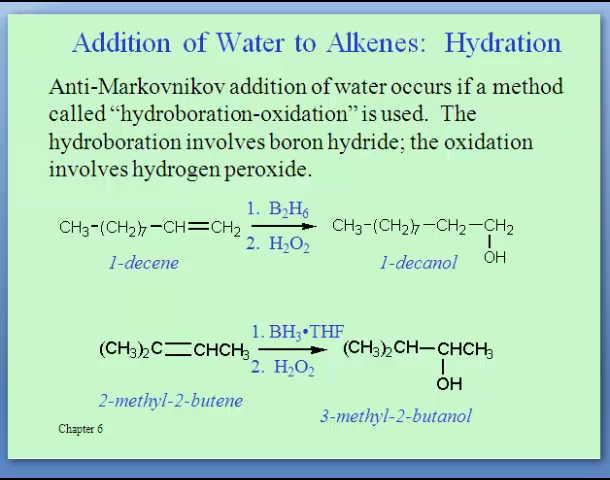 Addition of Water to Alkenes: Hydration
Anti-Markovnikov addition of water occurs if a method
called “hydroboration-oxidation” is used. The
hydroboration involves boron hydride; the oxidation
involves hydrogen peroxide.
1. B₂H₆
CH₃-(CH₂)₇-CH=CH₂ CH₃-(CH₂)₇-CH₂-CH₂
2. H₂O₂
OH
1-decene 1-decanol
1. BH₃•THF
(CH₃)₂C=CHCH₃ (CH₃)₂CH-CHCH₃
2. H₂O₂
OH
2-methyl-2-butene
3-methyl-2-butanol
Chapter 6